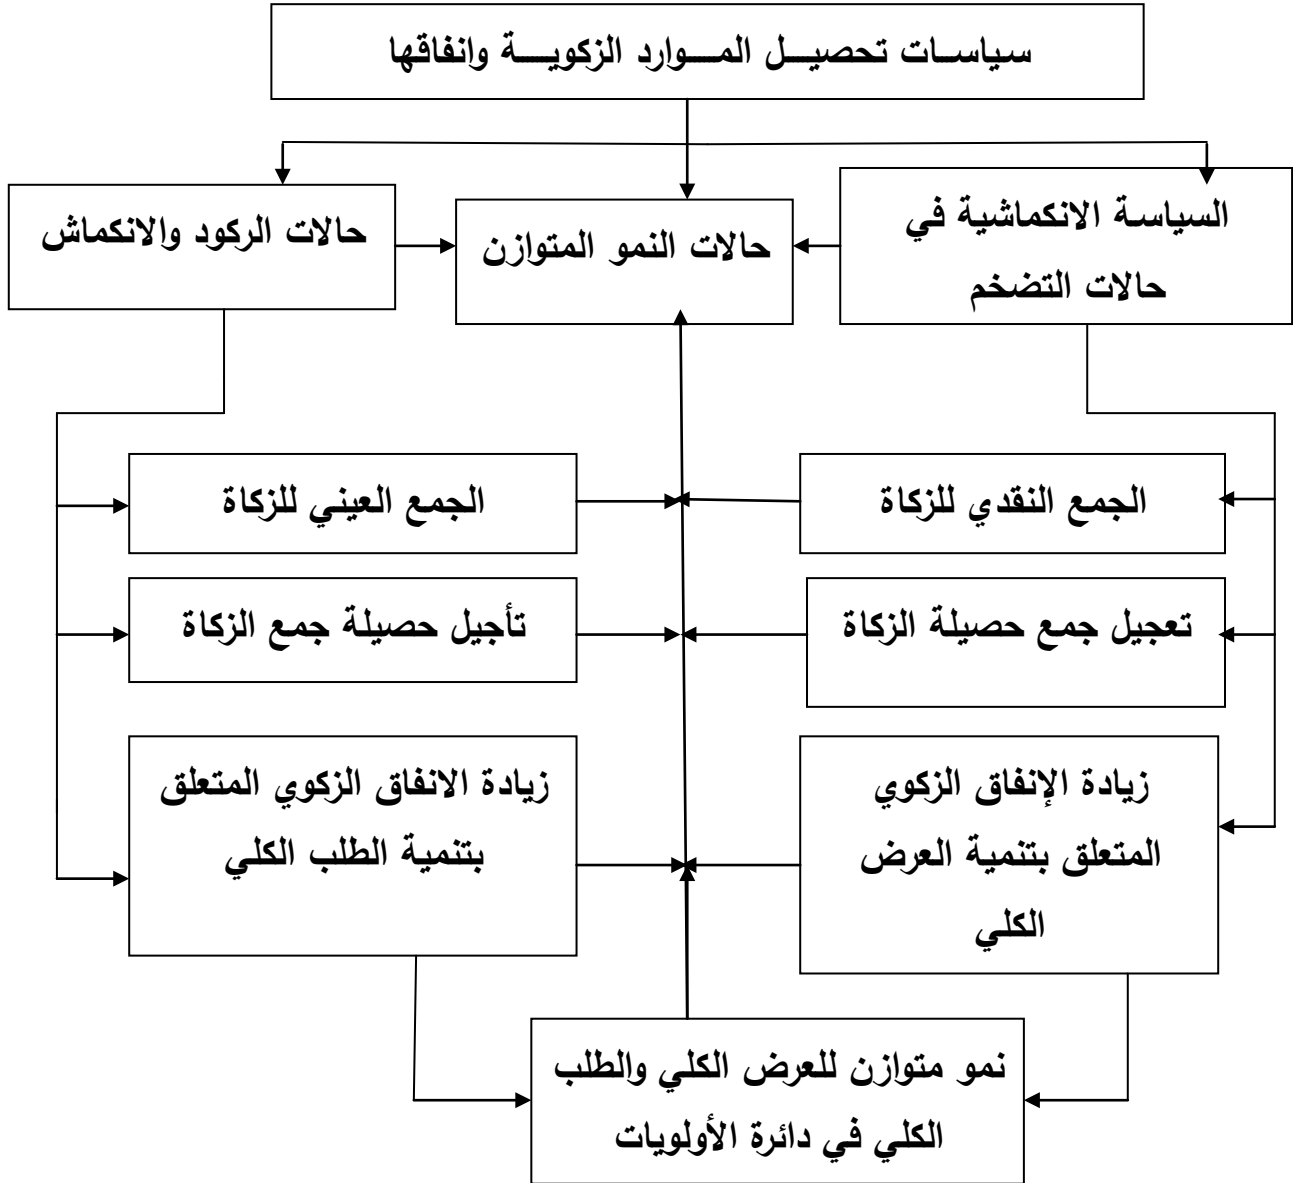 سياسات تحصيل الموارد الزكوية وانفاقها
السياسة الانكماشية في
حالات التضخم
حالات النمو المتوازن
حالات الركود والانكماش
الجمع النقدي للزكاة
الجمع العيني للزكاة
تعجيل جمع حصيلة الزكاة
تأجيل حصيلة جمع الزكاة
زيادة الإنفاق الزكوي
المتعلق بتنمية العرض
الكلي
زيادة الانفاق الزكوي المتعلق
بتنمية الطلب الكلي
نمو متوازن للعرض الكلي والطلب
الكلي في دائرة الأولويات